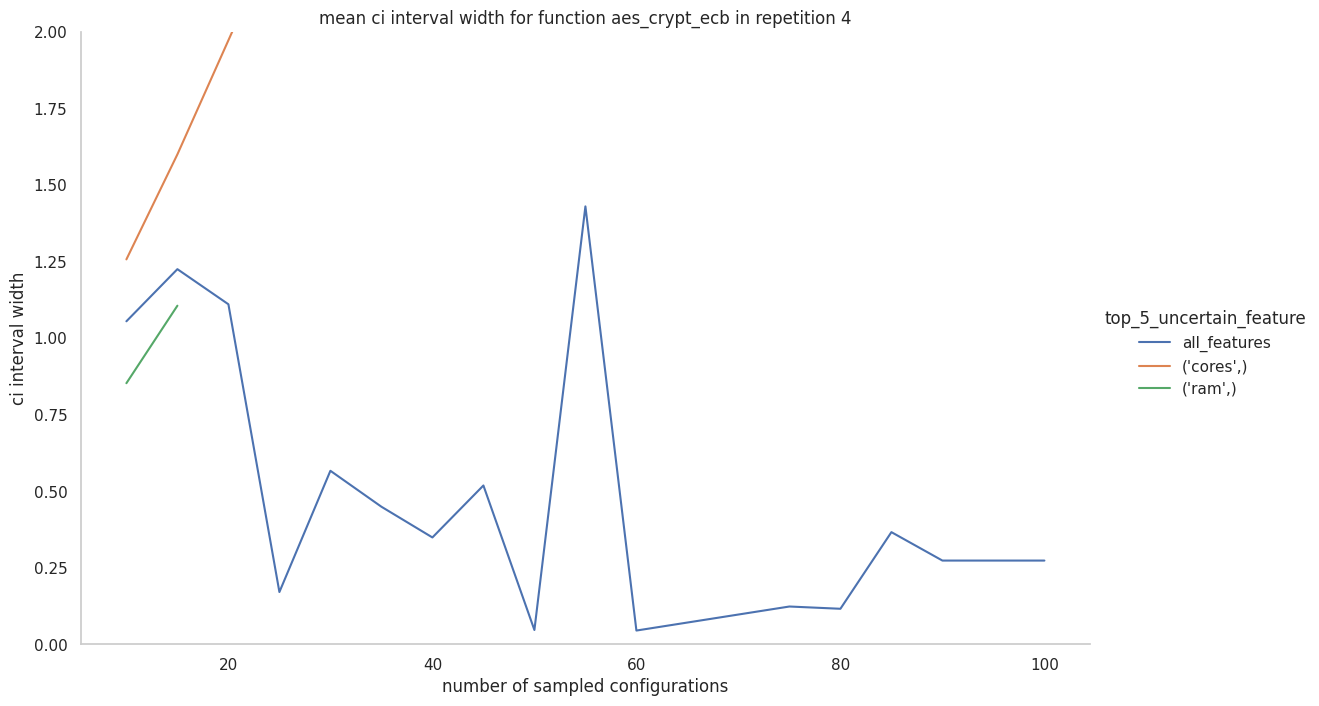 mean ci interval width for function aes_crypt_ecb in repetition 4
2.00
1.75
1.50
1.25
1.00
0.75
0.50
0.25
0.00
ci interval width
20
40
60
80
100
number of sampled configurations
top_5_uncertain_feature
all_features
('cores',)
('ram',)